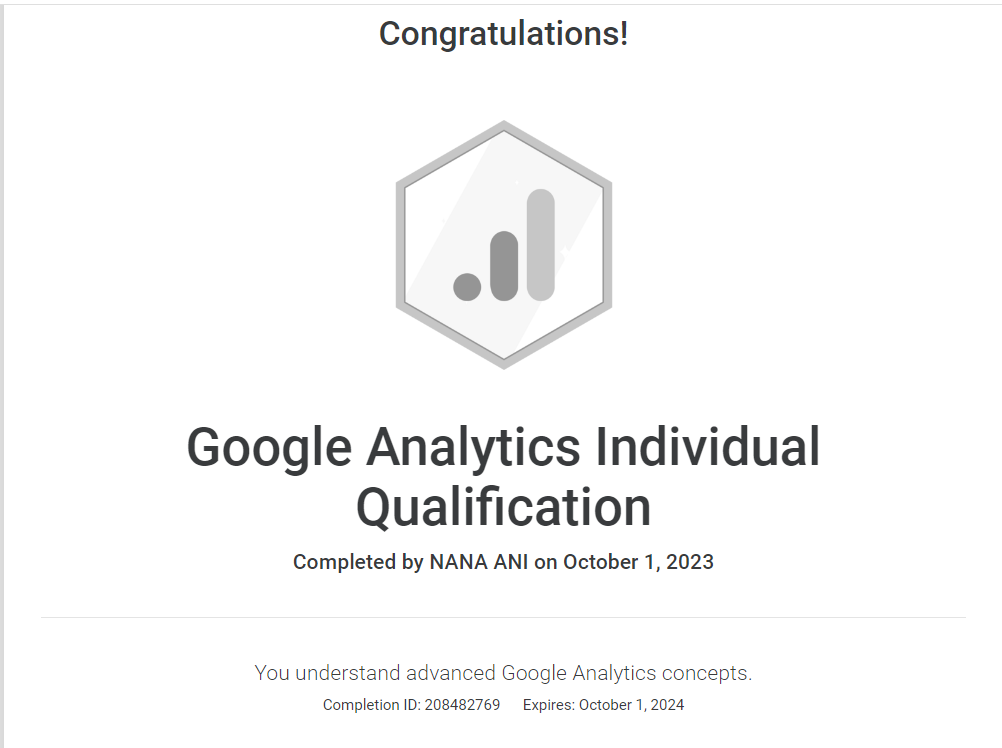 Congratulations!
Google Analytics Individual
Qualification
Completed by NANA ANI on October 1, 2023
You understand advanced Google Analytics concepts.
Completion ID: 208482769 Expires: October 1, 2024